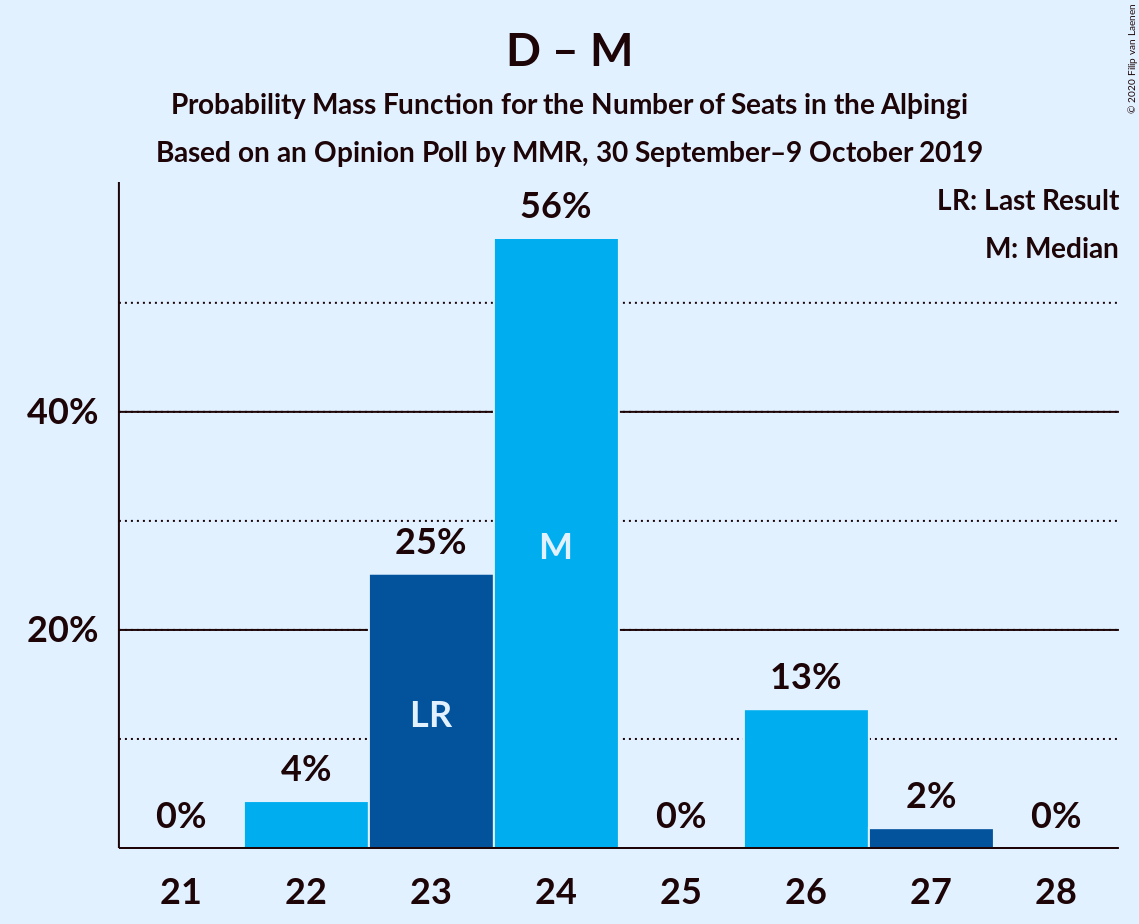 D – M
Probability Mass Function for the Number of Seats in the Alþingi
Based on an Opinion Poll by MMR, 30 September–9 October 2019
© 2020 Filip van Laenen
LR: Last Result
M: Median
56%
40%
25%
M
20%
13%
LR
4%
2%
0%
0%
0%
21 22 23 24 25 26 27 28